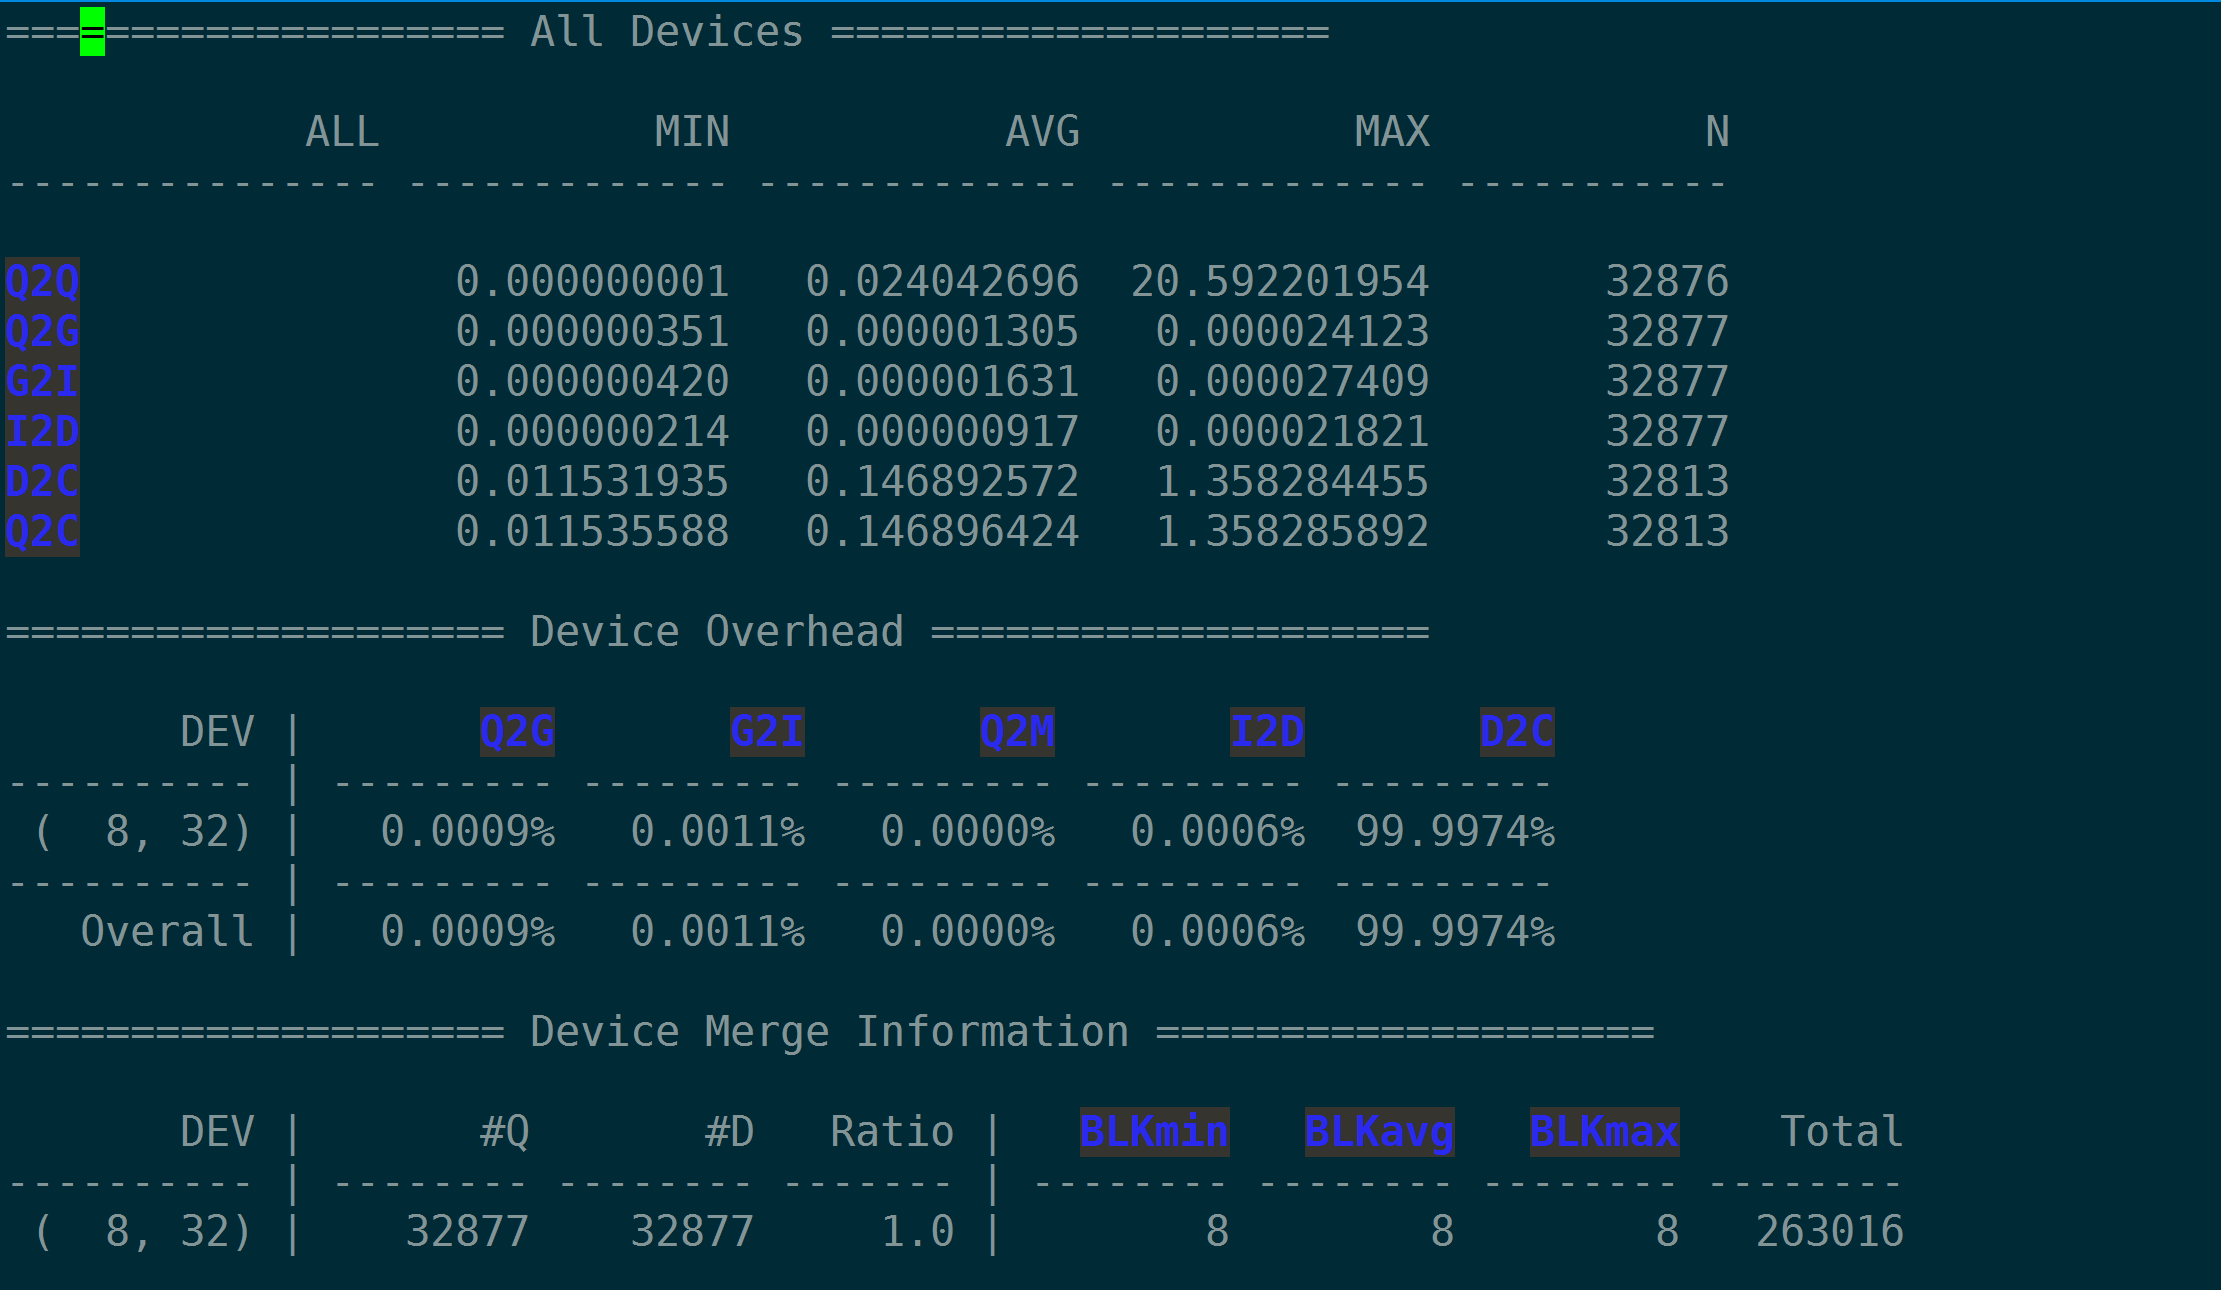 ==================== All Devices ====================
ALL MIN AVG MAX N
--------------- ------------- ------------- ------------- -----------
Q2Q 0.000000001 0.024042696 20.592201954 32876
Q2G 0.000000351 0.000001305 0.000024123 32877
G2I 0.000000420 0.000001631 0.000027409 32877
I2D 0.000000214 0.000000917 0.000021821 32877
D2C 0.011531935 0.146892572 1.358284455 32813
Q2C 0.011535588 0.146896424 1.358285892 32813
==================== Device Overhead ====================
DEV | Q2G G2I Q2M I2D D2C
---------- | --------- --------- --------- --------- ---------
( 8, 32) | 0.0009% 0.0011% 0.0000% 0.0006% 99.9974%
---------- | --------- --------- --------- --------- ---------
Overall | 0.0009% 0.0011% 0.0000% 0.0006% 99.9974%
==================== Device Merge Information ====================
DEV | #Q #D Ratio | BLKmin BLKavg BLKmax Total
---------- | -------- -------- ------- | -------- -------- -------- --------
( 8, 32) | 32877 32877 1.0 | 8 8 8 263016